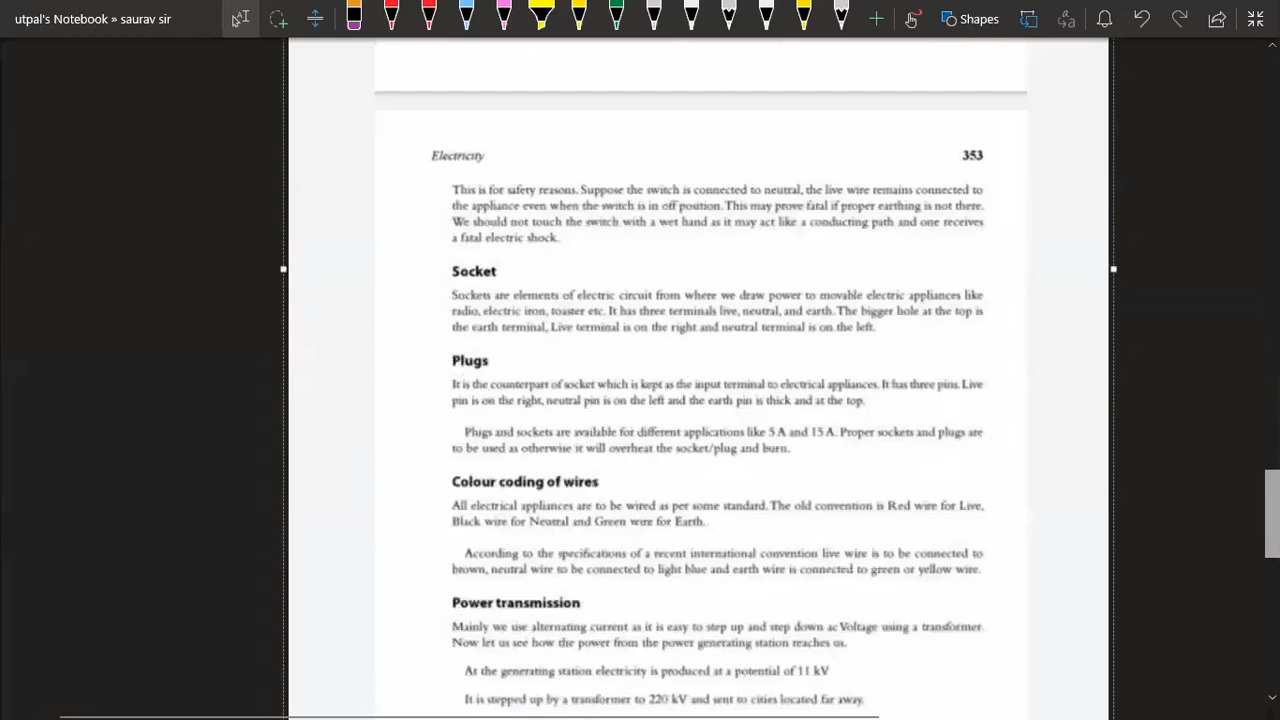 utpal's Notebook » saurav sir
Shapes
Electricity 353
This is for safety reasons. Suppose the switch is connected to neutral, the live wire remains connected to
the appliance even when the switch is in off position. This may prove fatal if proper earthing is not there.
We should not touch the switch with a wet hand as it may act like a conducting path and one receives
a fatal electric shock.
Socket
Sockets are elements of electric circuit from where we draw power to movable electric appliances like
radio, electric iron, toaster etc. It has three terminals live, neutral, and earth. The bigger hole at the top is
the earth terminal, Live terminal is on the right and neutral terminal is on the left.
Plugs
It is the counterpart of socket which is kept as the input terminal to electrical appliances. It has three pins. Live
pin is on the right, neutral pin is on the left and the earth pin is thick and at the top.
Plugs and sockets are available for different applications like 5 A and 15 A. Proper sockets and plugs are
to be used as otherwise it will overheat the socket/plug and burn.
Colour coding of wires
All electrical appliances are to be wired as per some standard. The old convention is Red wire for Live,
Black wire for Neutral and Green wire for Earth.
According to the specifications of a recent international convention live wire is to be connected to
brown, neutral wire to be connected to light blue and earth wire is connected to green or yellow wire.
Power transmission
Mainly we use alternating current as it is easy to step up and step down ac Voltage using a transformer.
Now let us see how the power from the power generating station reaches us.
At the generating station electricity is produced at a potential of 11 kV
It is stepped up by a transformer to 220 kV and sent to cities located far away.